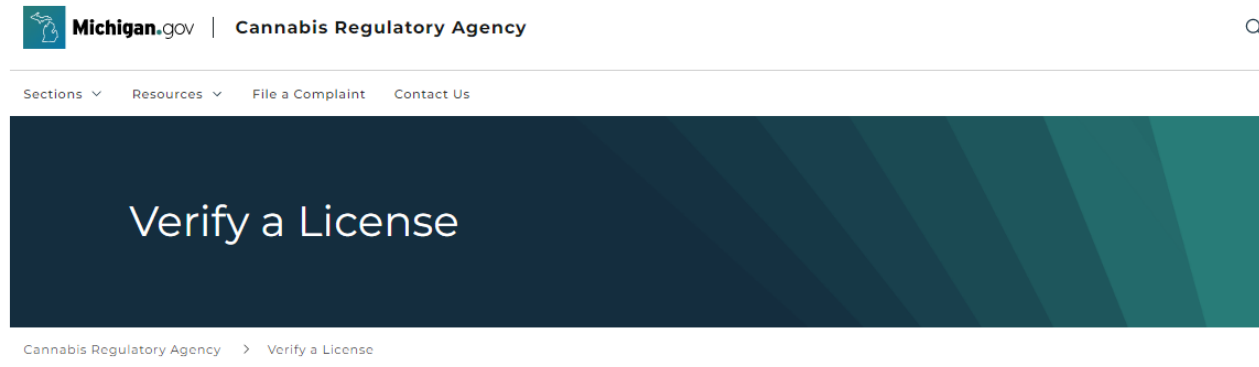 Michigan.gov | Cannabis Regulatory Agency
Sections Resources File a Complaint Contact Us
Verify a License
Cannabis Regulatory Agency > Verify a License